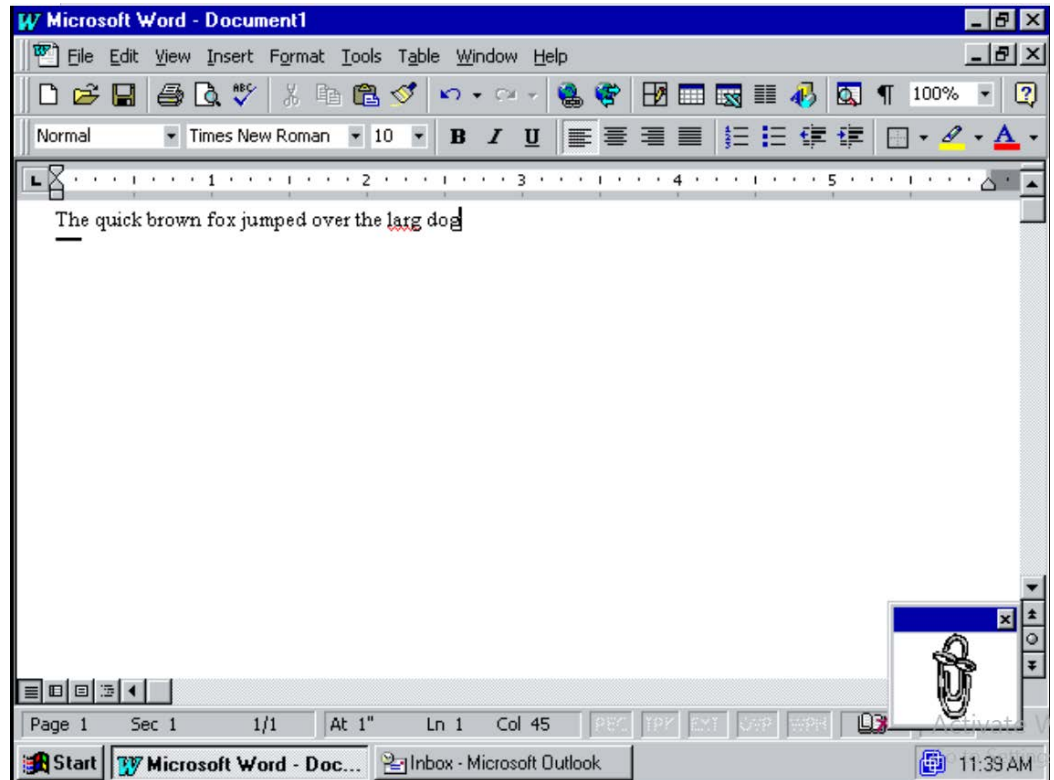 Microsoft Word - Document1
File Edit View Insert Format Tools Table Window Help
ABC 100%
Normal Times New Roman 10 B I U A
1 2 3 4 5
The quick brown fox jumped over the larg dog
Page 1 Sec 1 1/1 At 1" Ln 1 Col 45 REC TRK EXT OVR WPH
Activate
Start Microsoft Word - Doc... Inbox - Microsoft Outlook 11:39 AM